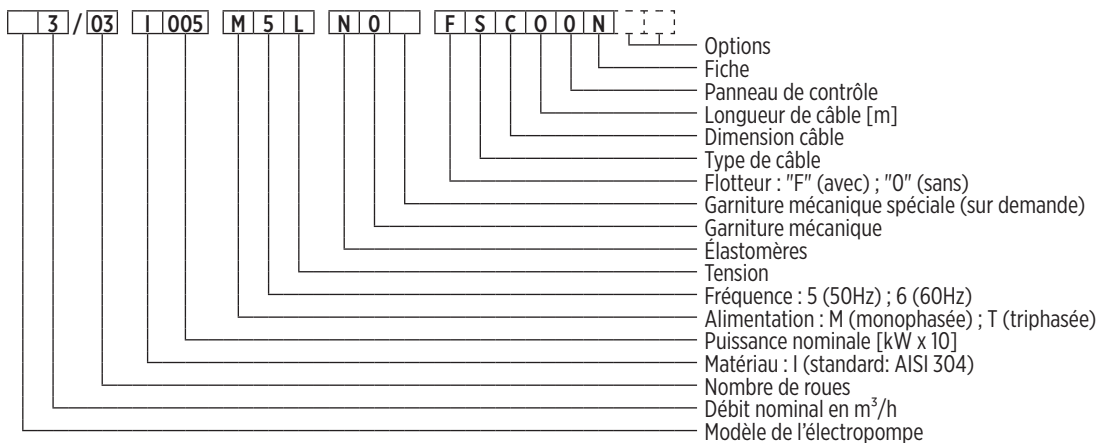 3 / 03 I 005 M 5 L N 0 F S C 0 0 N
Options
Fiche
Panneau de contrôle
Longueur de câble [m]
Dimension câble
Type de câble
Flotteur : "F" (avec) ; "0" (sans)
Garniture mécanique spéciale (sur demande)
Garniture mécanique
Élastomères
Tension
Fréquence : 5 (50Hz) ; 6 (60Hz)
Alimentation : M (monophasée) ; T (triphasée)
Puissance nominale [kW x 10]
Matériau : I (standard: AISI 304)
Nombre de roues
Débit nominal en m³/h
Modèle de l'électropompe